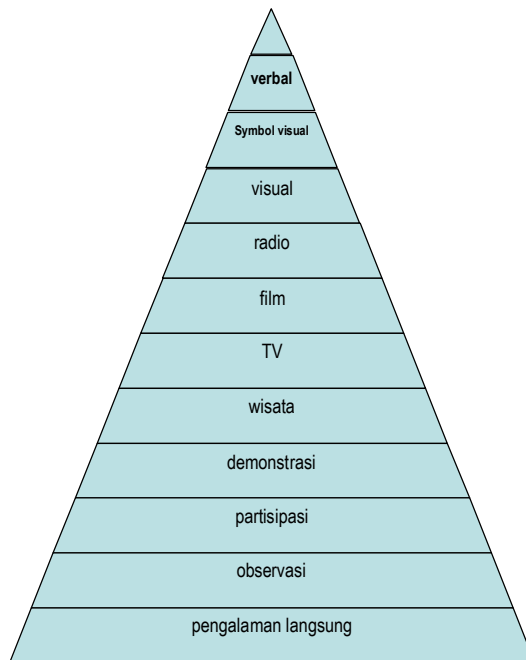 verbal
Symbol visual
visual
radio
film
TV
wisata
demonstrasi
partisipasi
observasi
pengalaman langsung